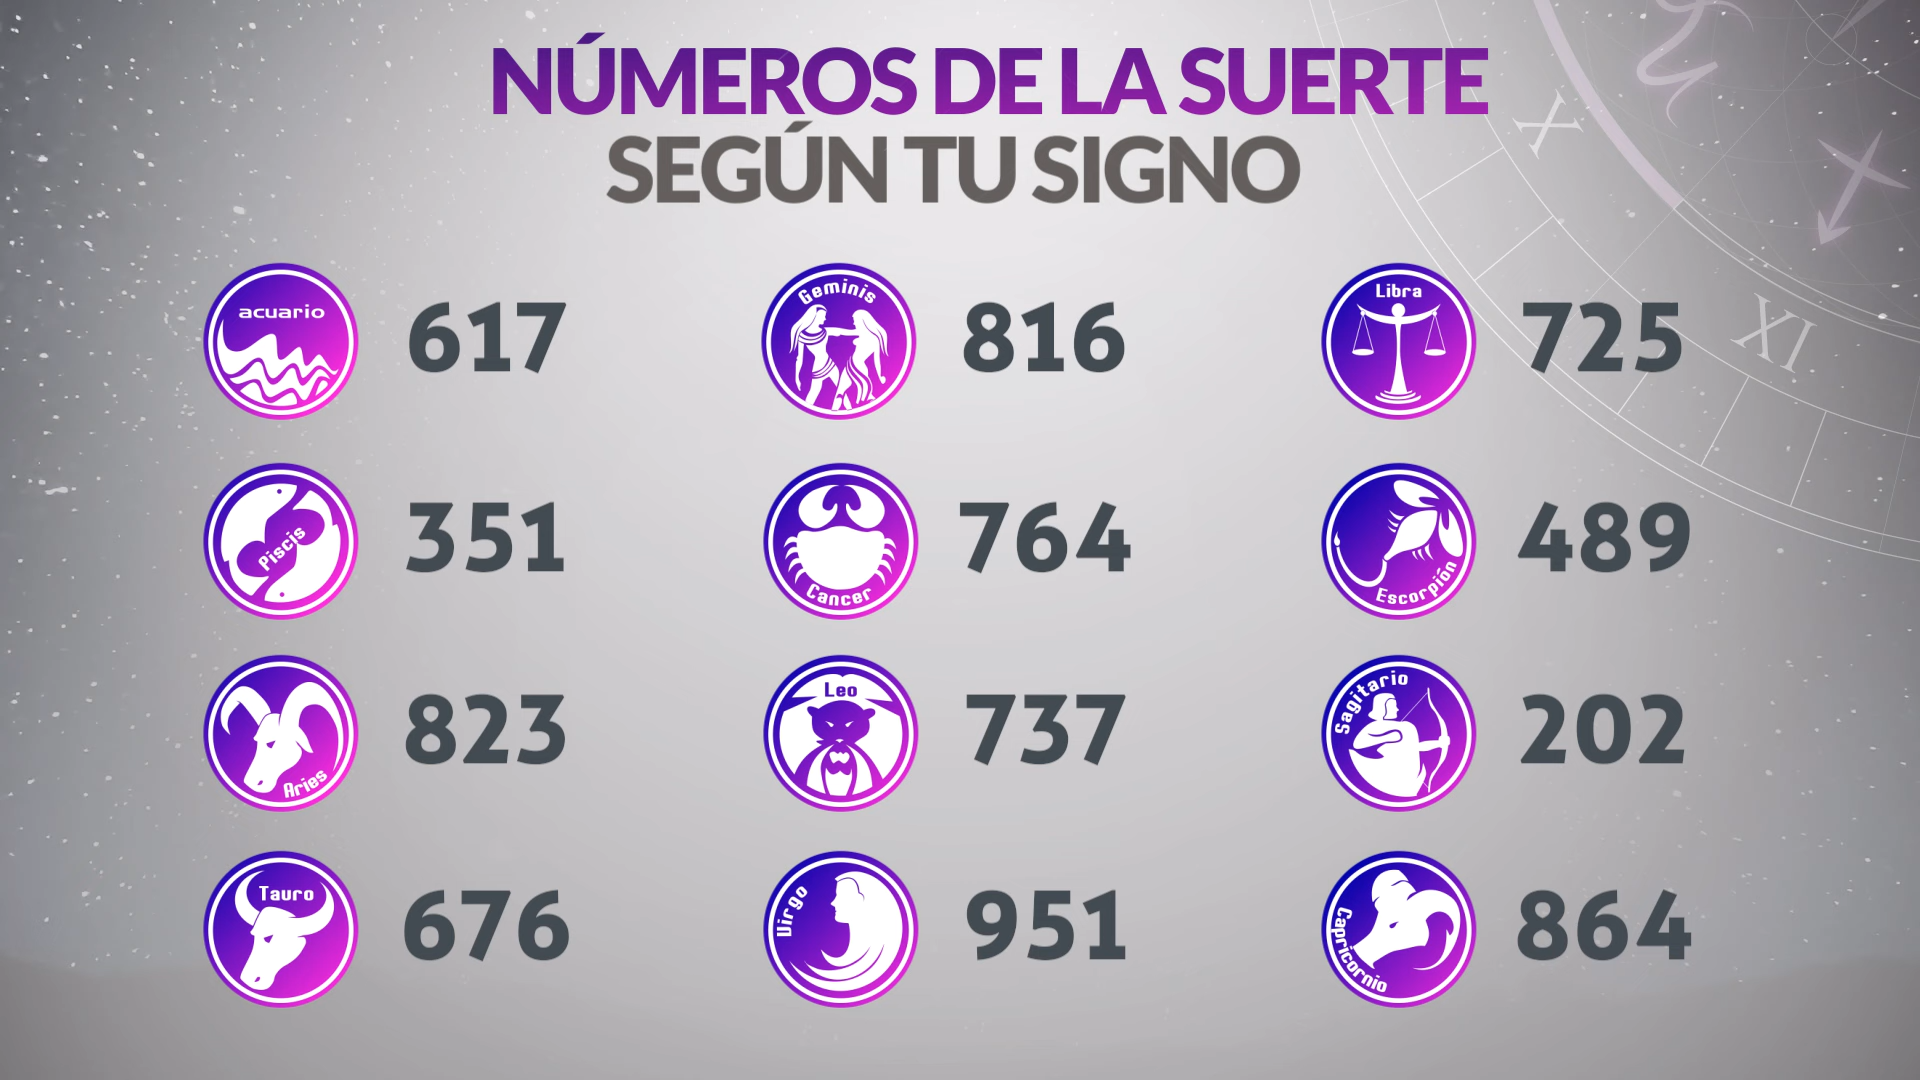 NÚMEROS DE LA SUERTE
SEGÚN TU SIGNO
acuario 617
Geminis 816
Libra 725
Piscis 351
Cancer 764
Escorpión 489
Aries 823
Leo 737
Sagitario 202
Tauro 676
Virgo 951
Capricornio 864
X
XI